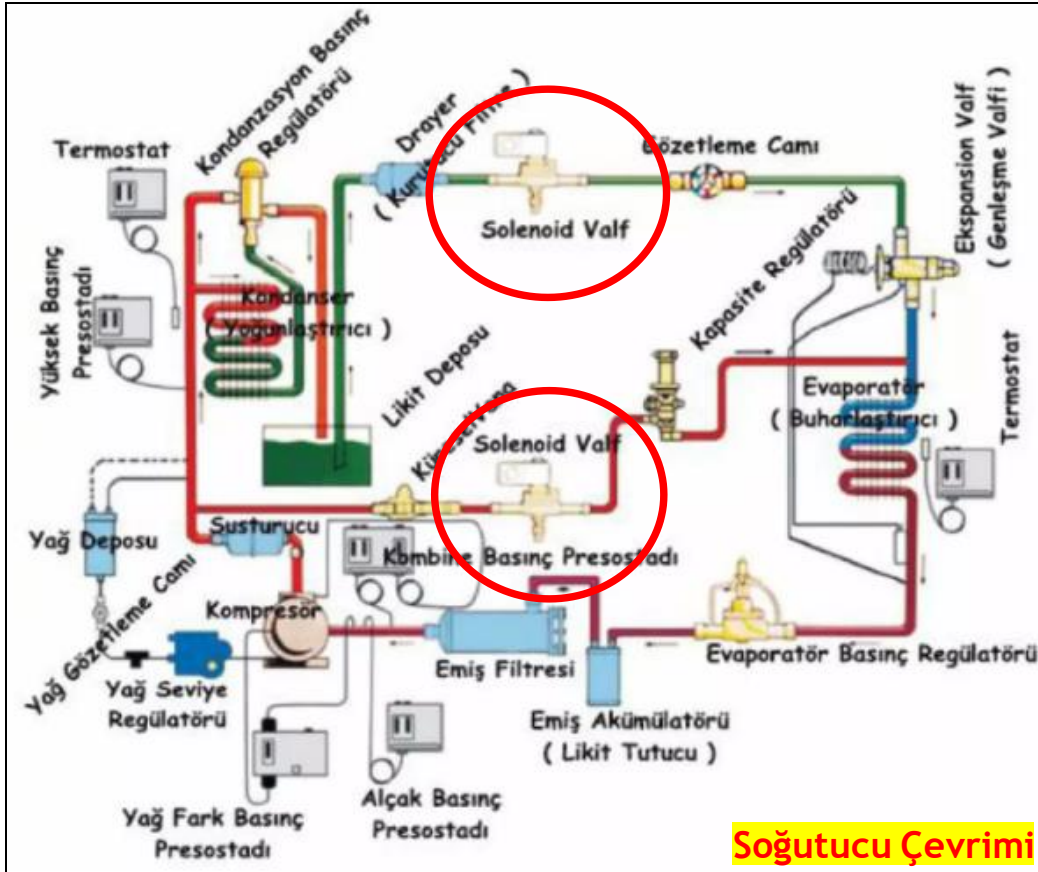 Termostat
Kondanzasyon Basınç
Regülatörü
Drayer
( Kurutucu Filtre )
Gözetleme Camı
Ekspansion Valf
( Genleşme Valfi )
Solenoid Valf
Yüksek Basınç
Presostadı
Kondanser
( Yoğunlaştırıcı )
Kapasite Regülatörü
Likit Deposu
Küresel Vana
Solenoid Valf
Evaporatör
( Buharlaştırıcı )
Termostat
Yağ Deposu
Susturucu
Kombine Basınç Presostadı
Kompresör
Yağ Gözetleme Camı
Emiş Filtresi
Evaporatör Basınç Regülatörü
Yağ Seviye
Regülatörü
Emiş Akümülatörü
( Likit Tutucu )
Yağ Fark Basınç
Presostadı
Alçak Basınç
Presostadı
Soğutucu Çevrimi